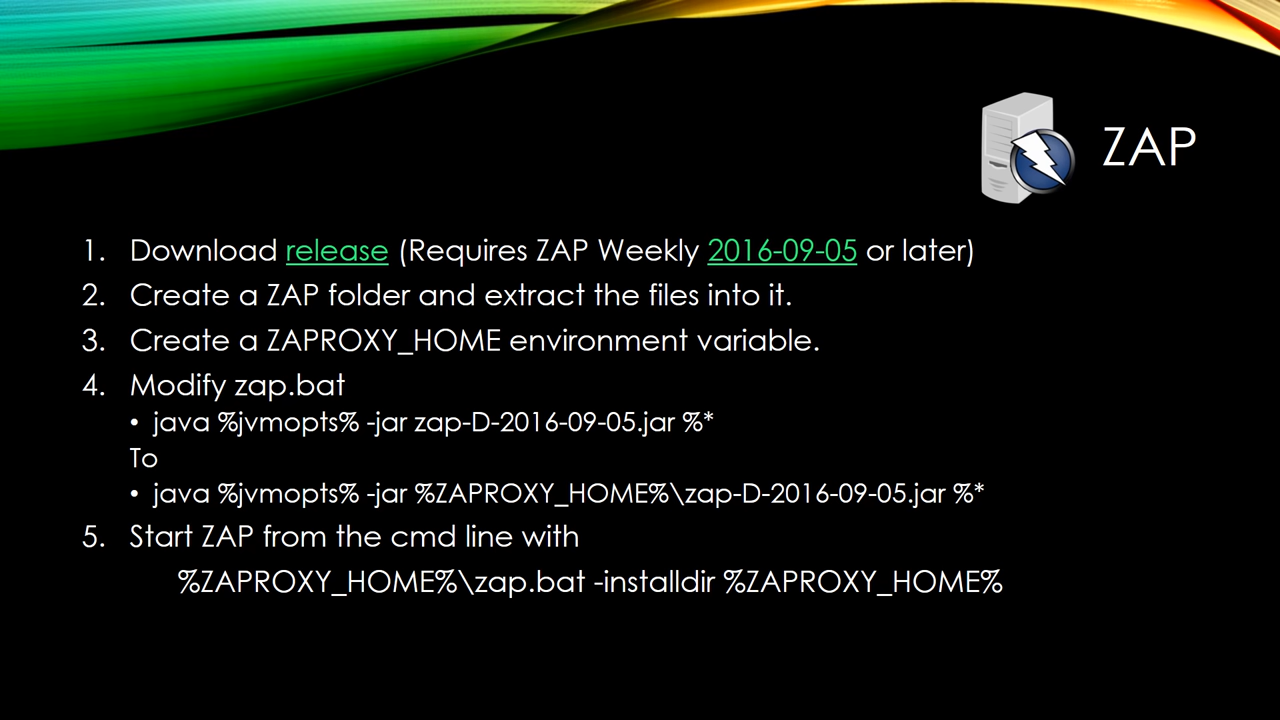 ZAP
1. Download release (Requires ZAP Weekly 2016-09-05 or later)
2. Create a ZAP folder and extract the files into it.
3. Create a ZAPROXY_HOME environment variable.
4. Modify zap.bat
• java %jvmopts% -jar zap-D-2016-09-05.jar %*
To
• java %jvmopts% -jar %ZAPROXY_HOME%\zap-D-2016-09-05.jar %*
5. Start ZAP from the cmd line with
%ZAPROXY_HOME%\zap.bat -installdir %ZAPROXY_HOME%